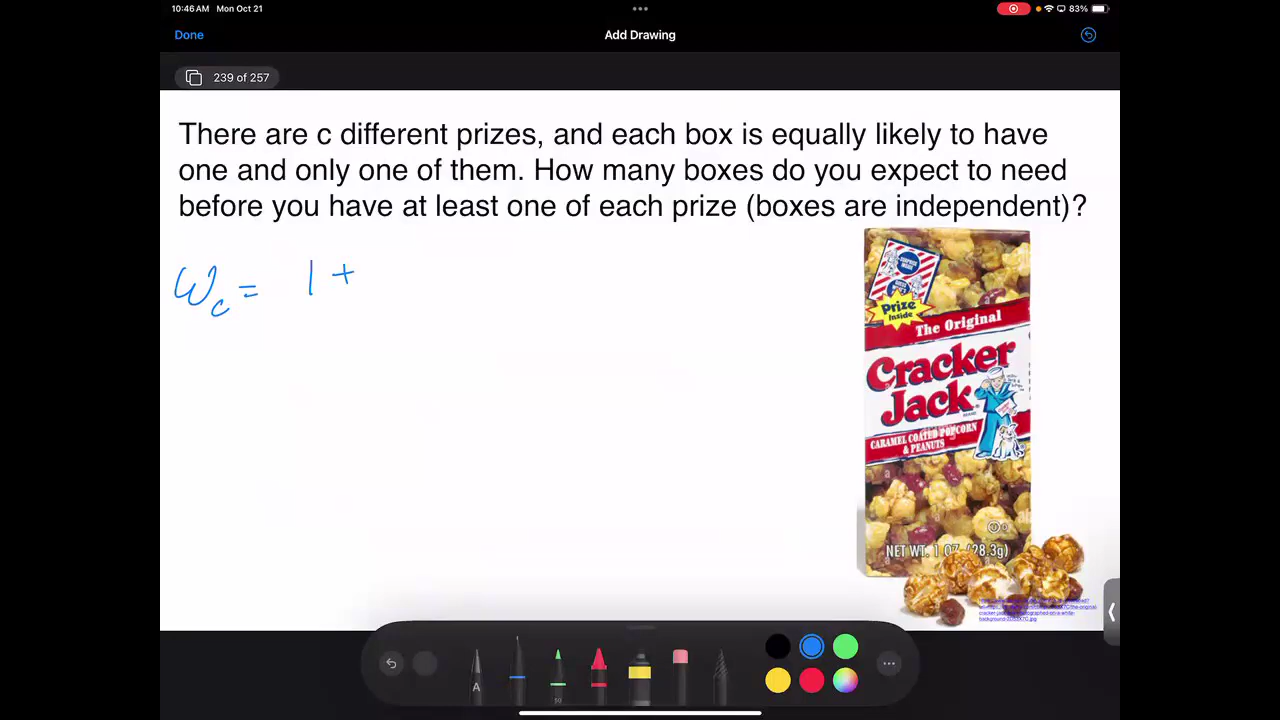 10:46 AM Mon Oct 21
83%
Done
Add Drawing
239 of 257
There are c different prizes, and each box is equally likely to have
one and only one of them. How many boxes do you expect to need
before you have at least one of each prize (boxes are independent)?
W_c = 1 +
Prize
Inside
The Original
Cracker
Jack
CARAMEL COATED POPCORN
& PEANUTS
NET WT. 1 OZ. (28.3g)
A
50